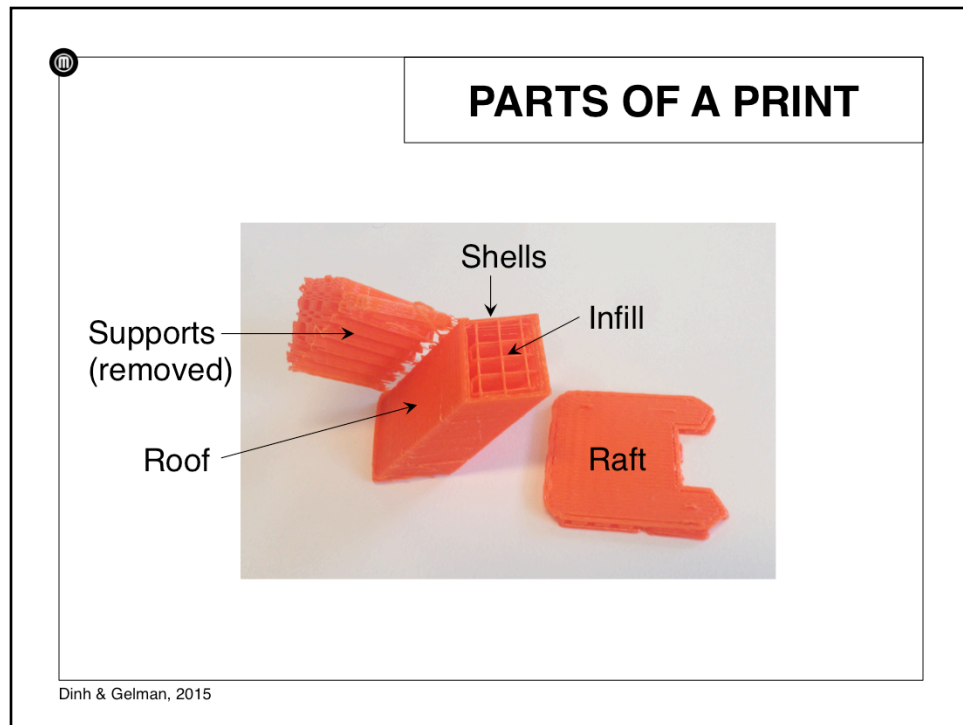 PARTS OF A PRINT
Shells
Infill
Supports
(removed)
Roof
Raft
Dinh & Gelman, 2015